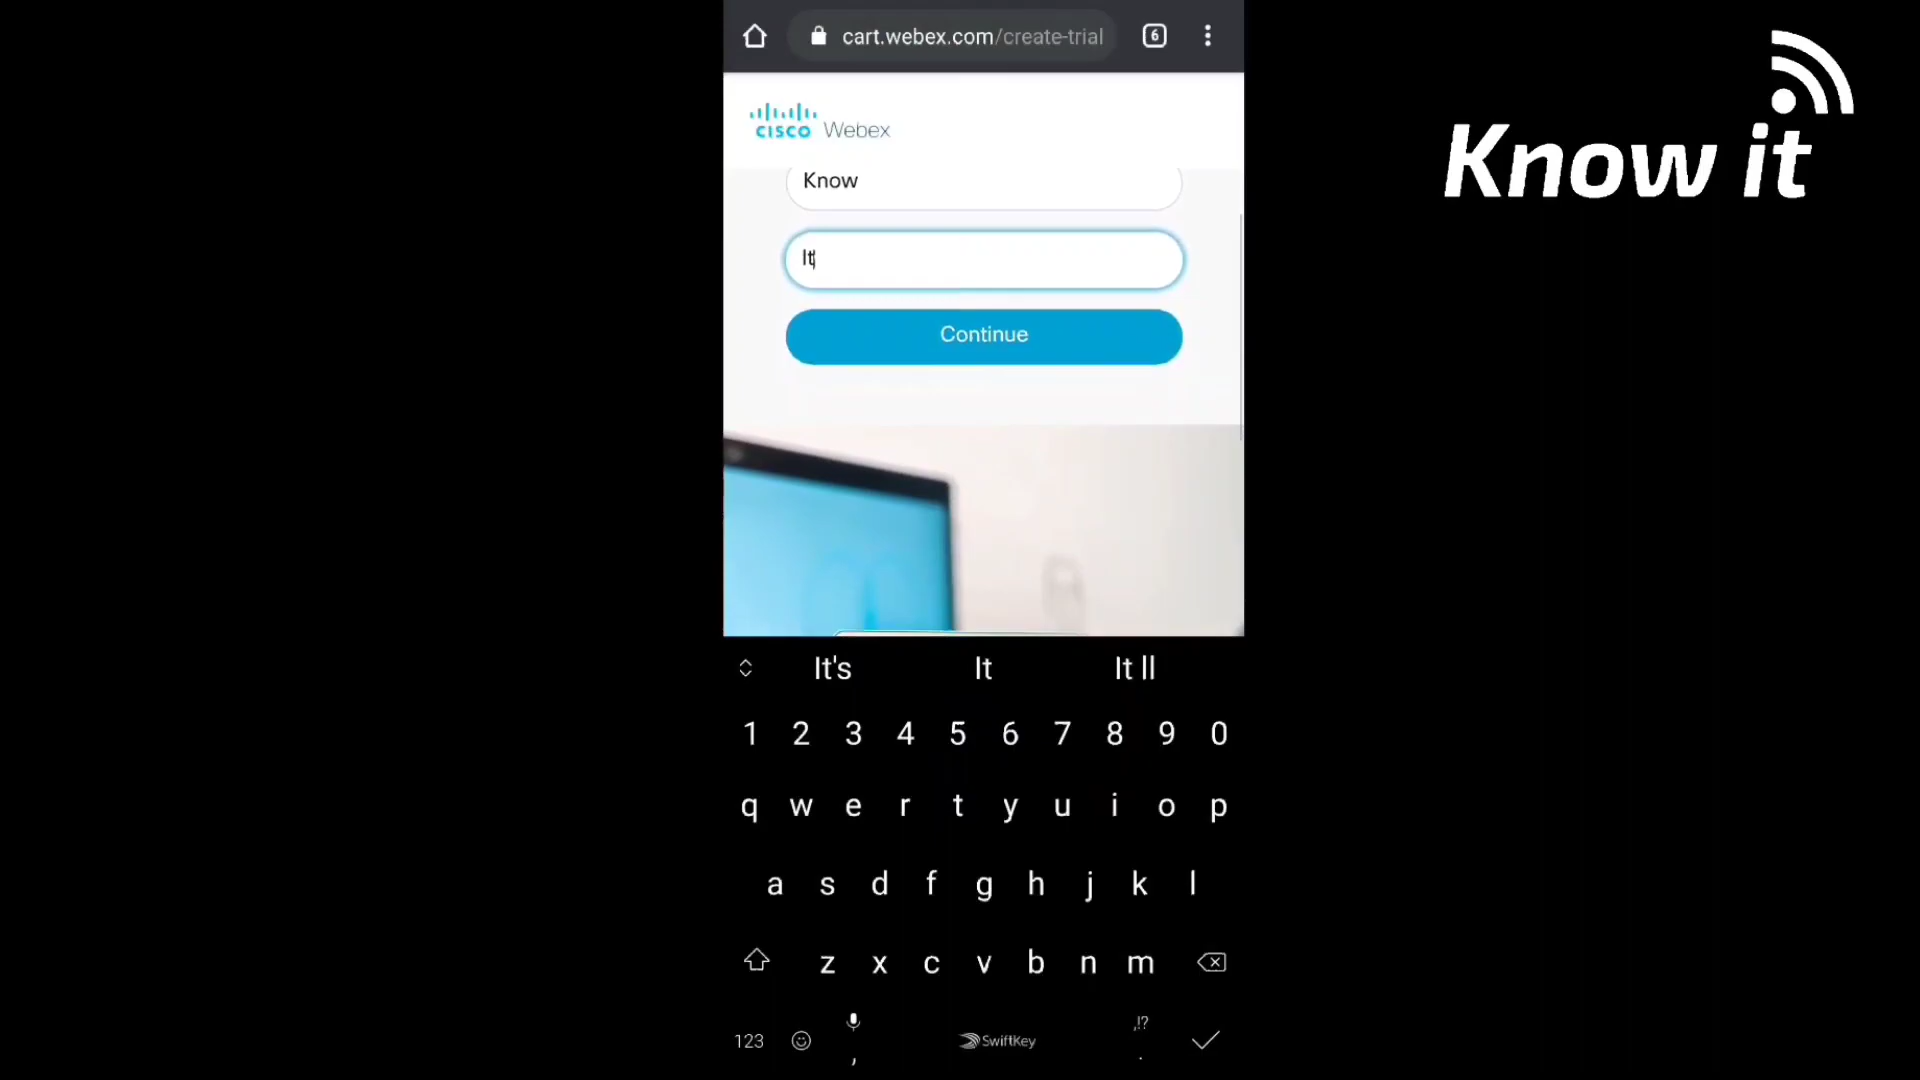 cart.webex.com/create-trial
6
CISCO Webex
Know it
Know
It
Continue
It's It It ll
1 2 3 4 5 6 7 8 9 0
q w e r t y u i o p
a s d f g h j k l
z x c v b n m
123 , SwiftKey ,!? .